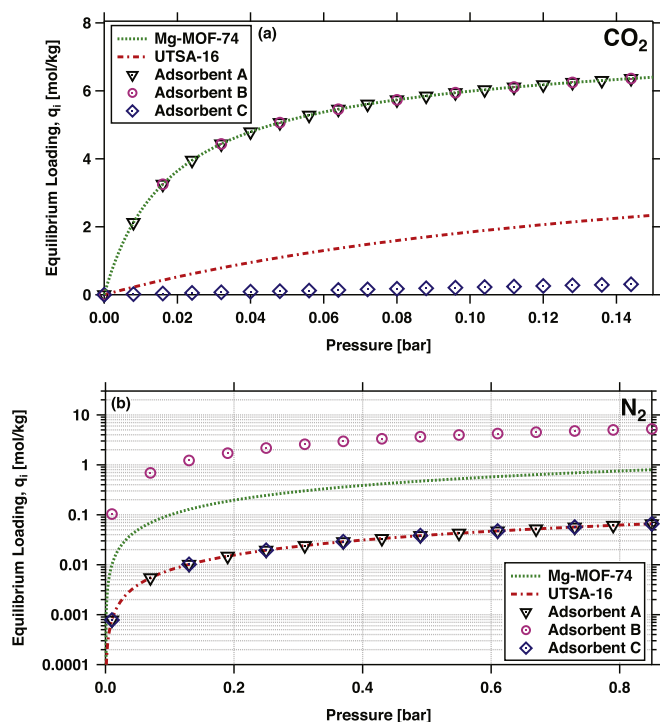 8
6
4
2
0
Equilibrium Loading, qi [mol/kg]
Mg-MOF-74
UTSA-16
Adsorbent A
Adsorbent B
Adsorbent C
(a)
CO2
0.00 0.02 0.04 0.06 0.08 0.10 0.12 0.14
Pressure [bar]
(b)
N2
10
1
0.1
0.01
0.001
0.0001
Equilibrium Loading, qi [mol/kg]
Mg-MOF-74
UTSA-16
Adsorbent A
Adsorbent B
Adsorbent C
0.0 0.2 0.4 0.6 0.8
Pressure [bar]